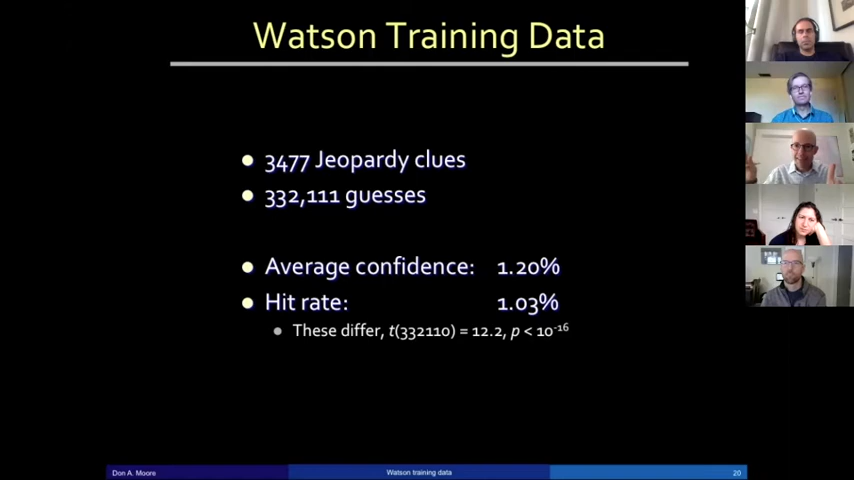 Watson Training Data
3477 Jeopardy clues
332,111 guesses
Average confidence: 1.20%
Hit rate: 1.03%
These differ, t(332110) = 12.2, p < 10-16
Don A. Moore
Watson training data
20